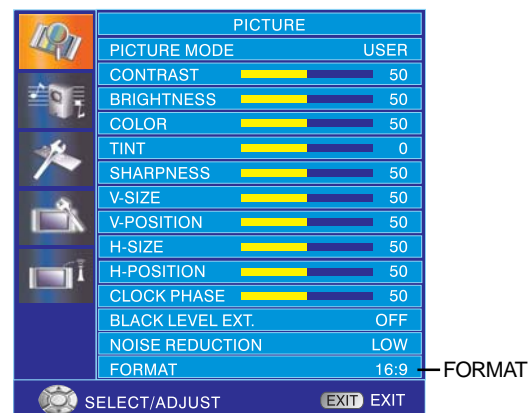 PICTURE
PICTURE MODE USER
CONTRAST 50
BRIGHTNESS 50
COLOR 50
TINT 0
SHARPNESS 50
V-SIZE 50
V-POSITION 50
H-SIZE 50
H-POSITION 50
CLOCK PHASE 50
BLACK LEVEL EXT. OFF
NOISE REDUCTION LOW
FORMAT 16:9 FORMAT
SELECT/ADJUST EXIT EXIT